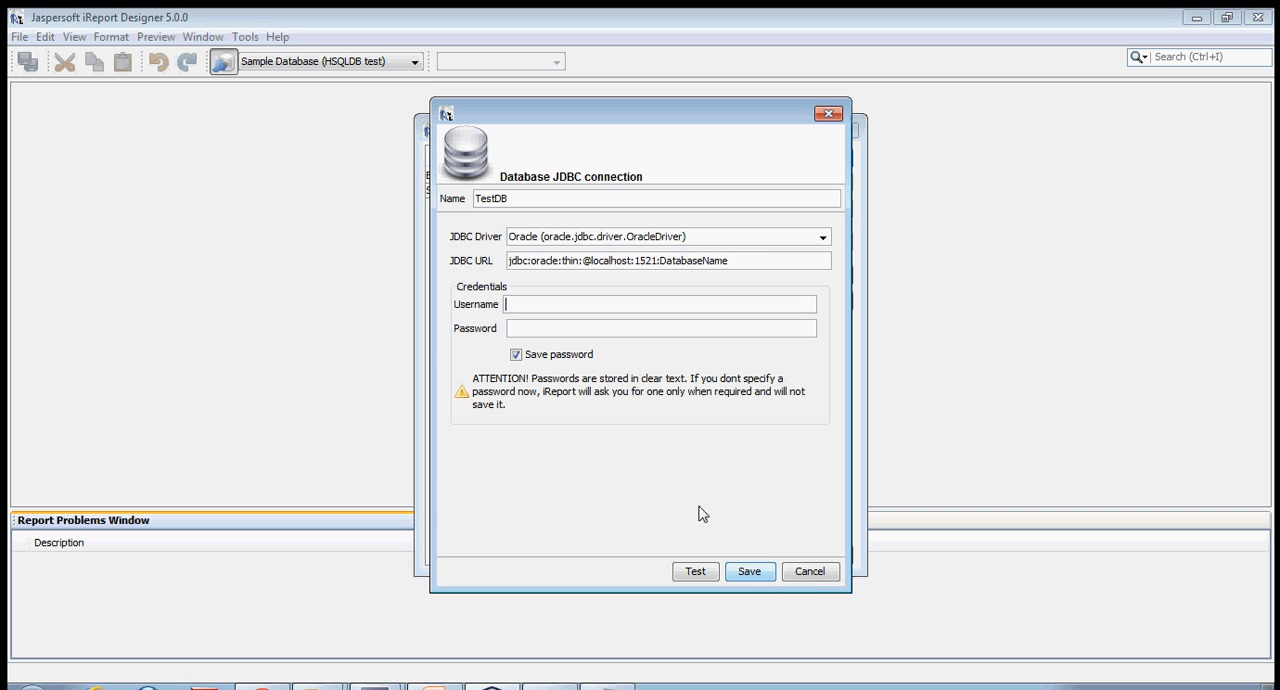 Jaspersoft iReport Designer 5.0.0
File Edit View Format Preview Window Tools Help
Sample Database (HSQLDB test)
Search (Ctrl+I)
Database JDBC connection
Name TestDB
JDBC Driver Oracle (oracle.jdbc.driver.OracleDriver)
JDBC URL jdbc:oracle:thin:@localhost:1521:DatabaseName
Credentials
Username
Password
Save password
ATTENTION! Passwords are stored in clear text. If you dont specify a
password now, iReport will ask you for one only when required and will not
save it.
Test Save Cancel
Report Problems Window
Description